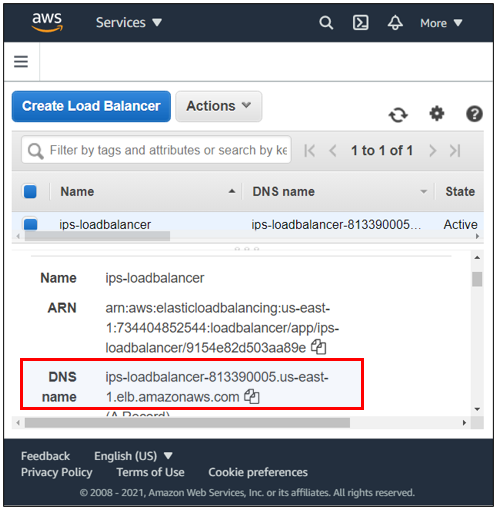 aws
Services
More
Create Load Balancer
Actions
Filter by tags and attributes or search by ke
1 to 1 of 1
Name
DNS name
State
ips-loadbalancer
ips-loadbalancer-813390005...
Active
Name
ips-loadbalancer
ARN
arn:aws:elasticloadbalancing:us-east-
1:734404852544:loadbalancer/app/ips-
loadbalancer/9154e82d503aa89e
DNS
name
ips-loadbalancer-813390005.us-east-
1.elb.amazonaws.com
(A Record)
Feedback
English (US)
Privacy Policy
Terms of Use
Cookie preferences
© 2008 - 2021, Amazon Web Services, Inc. or its affiliates. All rights reserved.